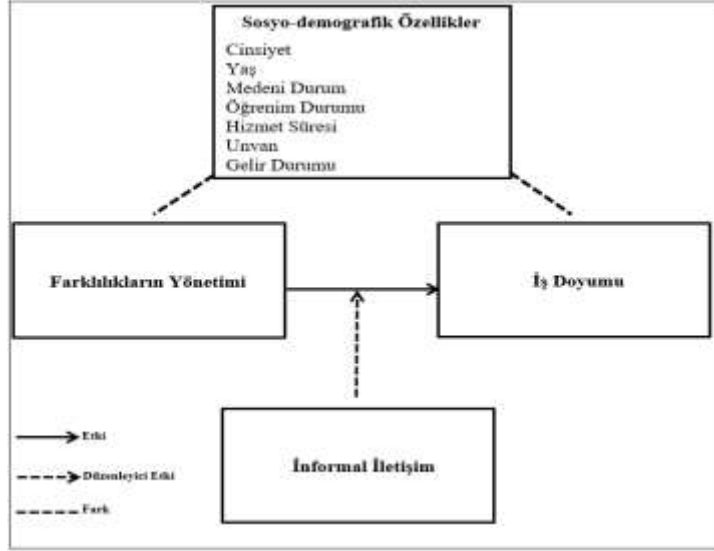 Sosyo-demografik Özellikler
Cinsiyet
Yaş
Medeni Durum
Öğrenim Durumu
Hizmet Süresi
Unvan
Gelir Durumu
Farklılıkların Yönetimi
İş Doyumu
İnformal İletişim
Etki
Düzenleyici Etki
Fark